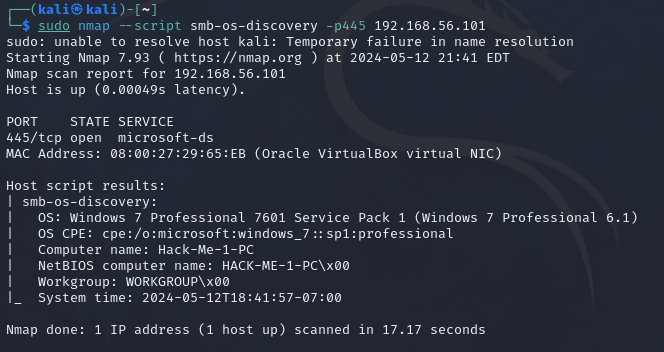 ┌──(kali㉿kali)-[~]
└─$ sudo nmap --script smb-os-discovery -p445 192.168.56.101
sudo: unable to resolve host kali: Temporary failure in name resolution
Starting Nmap 7.93 ( https://nmap.org ) at 2024-05-12 21:41 EDT
Nmap scan report for 192.168.56.101
Host is up (0.00049s latency).

PORT    STATE SERVICE
445/tcp open  microsoft-ds
MAC Address: 08:00:27:29:65:EB (Oracle VirtualBox virtual NIC)

Host script results:
| smb-os-discovery:
|   OS: Windows 7 Professional 7601 Service Pack 1 (Windows 7 Professional 6.1)
|   OS CPE: cpe:/o:microsoft:windows_7::sp1:professional
|   Computer name: Hack-Me-1-PC
|   NetBIOS computer name: HACK-ME-1-PC\x00
|   Workgroup: WORKGROUP\x00
|_  System time: 2024-05-12T18:41:57-07:00

Nmap done: 1 IP address (1 host up) scanned in 17.17 seconds